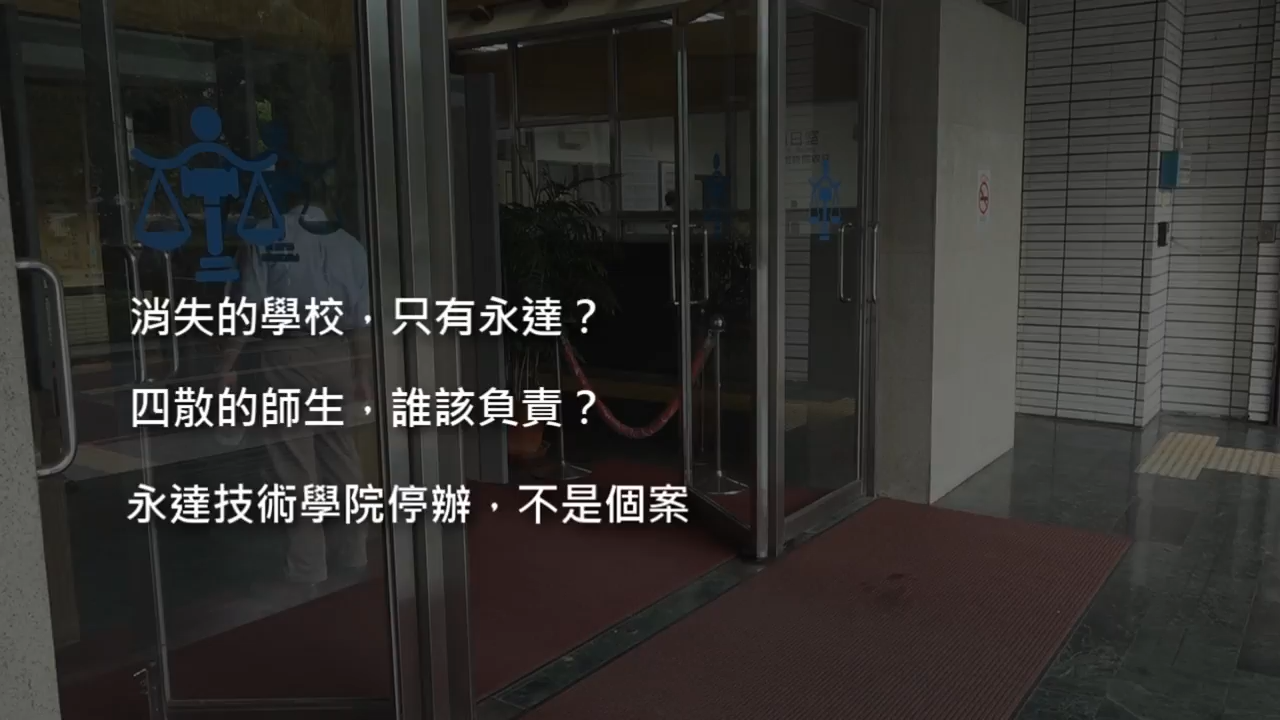 消失的學校，只有永達？
四散的師生，誰該負責？
永達技術學院停辦，不是個案